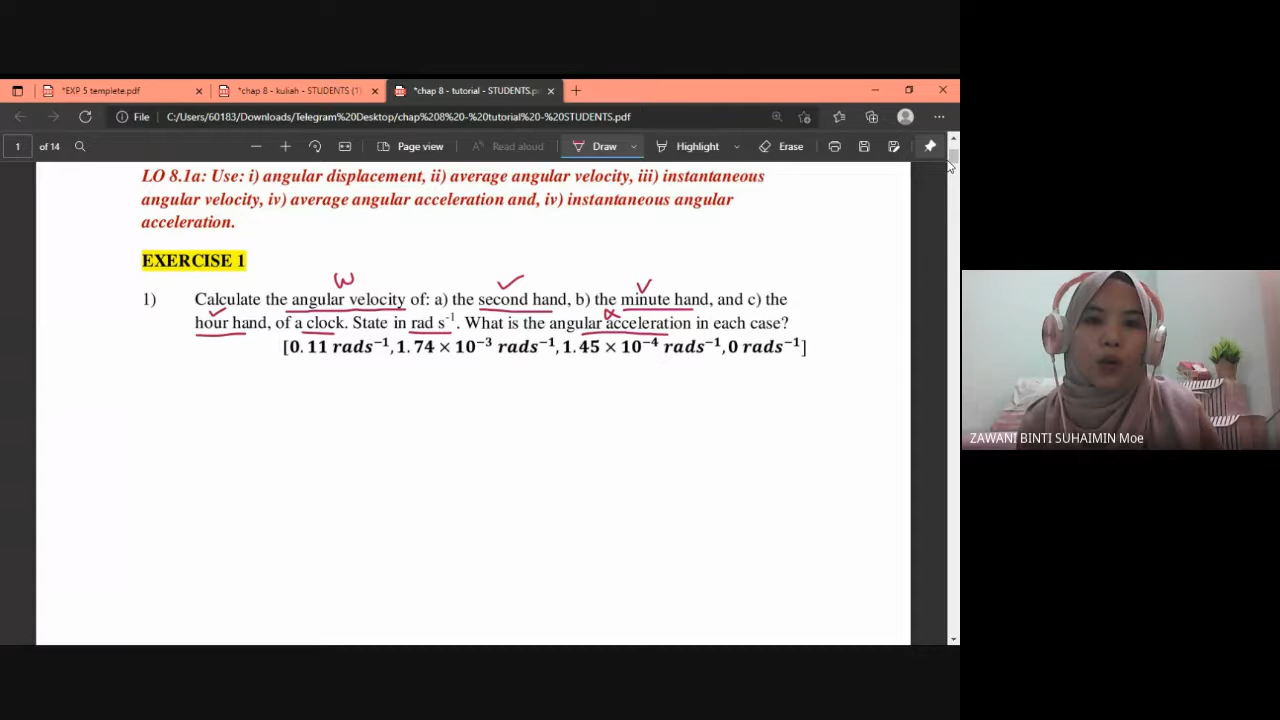 *EXP 5 templete.pdf
*chap 8 - kuliah - STUDENTS (1)
*chap 8 - tutorial - STUDENTS.p
File C:/Users/60183/Downloads/Telegram%20Desktop/chap%208%20-%20tutorial%20-%20STUDENTS.pdf
1 of 14 Page view Read aloud Draw Highlight Erase
LO 8.1a: Use: i) angular displacement, ii) average angular velocity, iii) instantaneous
angular velocity, iv) average angular acceleration and, iv) instantaneous angular
acceleration.
EXERCISE 1
ω
1) Calculate the angular velocity of: a) the second hand, b) the minute hand, and c) the
α
hour hand, of a clock. State in rad s⁻¹. What is the angular acceleration in each case?
[0.11 rads⁻¹, 1.74 × 10⁻³ rads⁻¹, 1.45 × 10⁻⁴ rads⁻¹, 0 rads⁻¹]
ZAWANI BINTI SUHAIMIN Moe